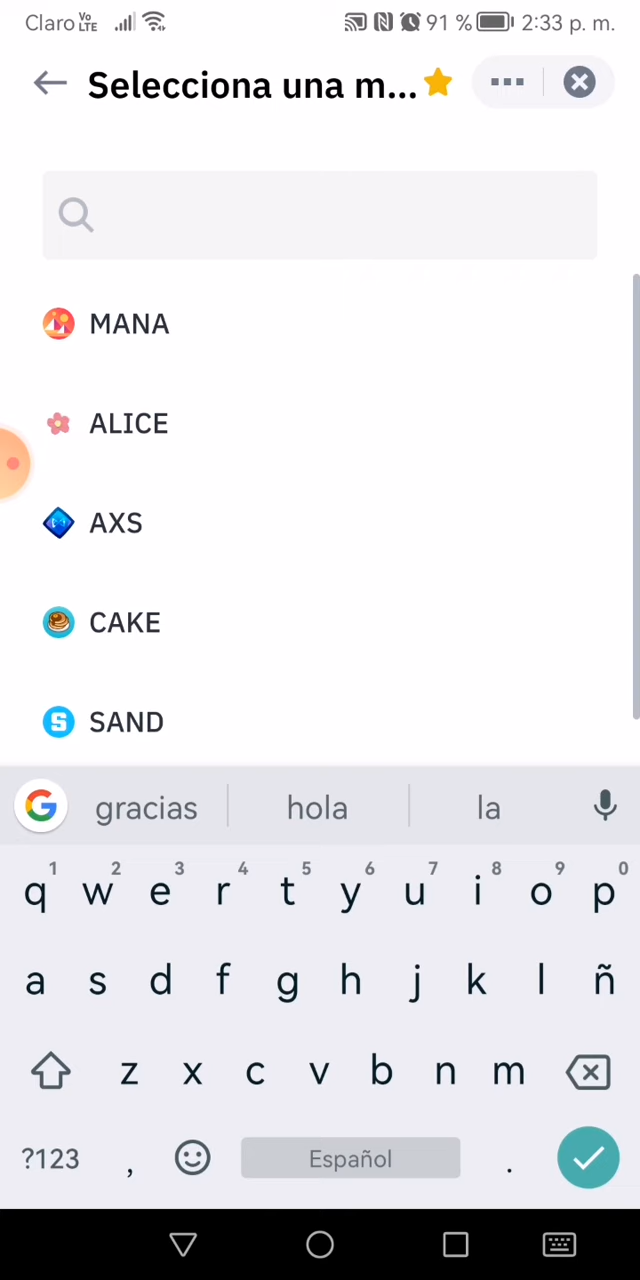 Claro VoLTE 91 % 2:33 p. m.
Selecciona una m...
MANA
ALICE
AXS
CAKE
SAND
gracias hola la
1 2 3 4 5 6 7 8 9 0
q w e r t y u i o p
a s d f g h j k l ñ
z x c v b n m
?123 , Español .